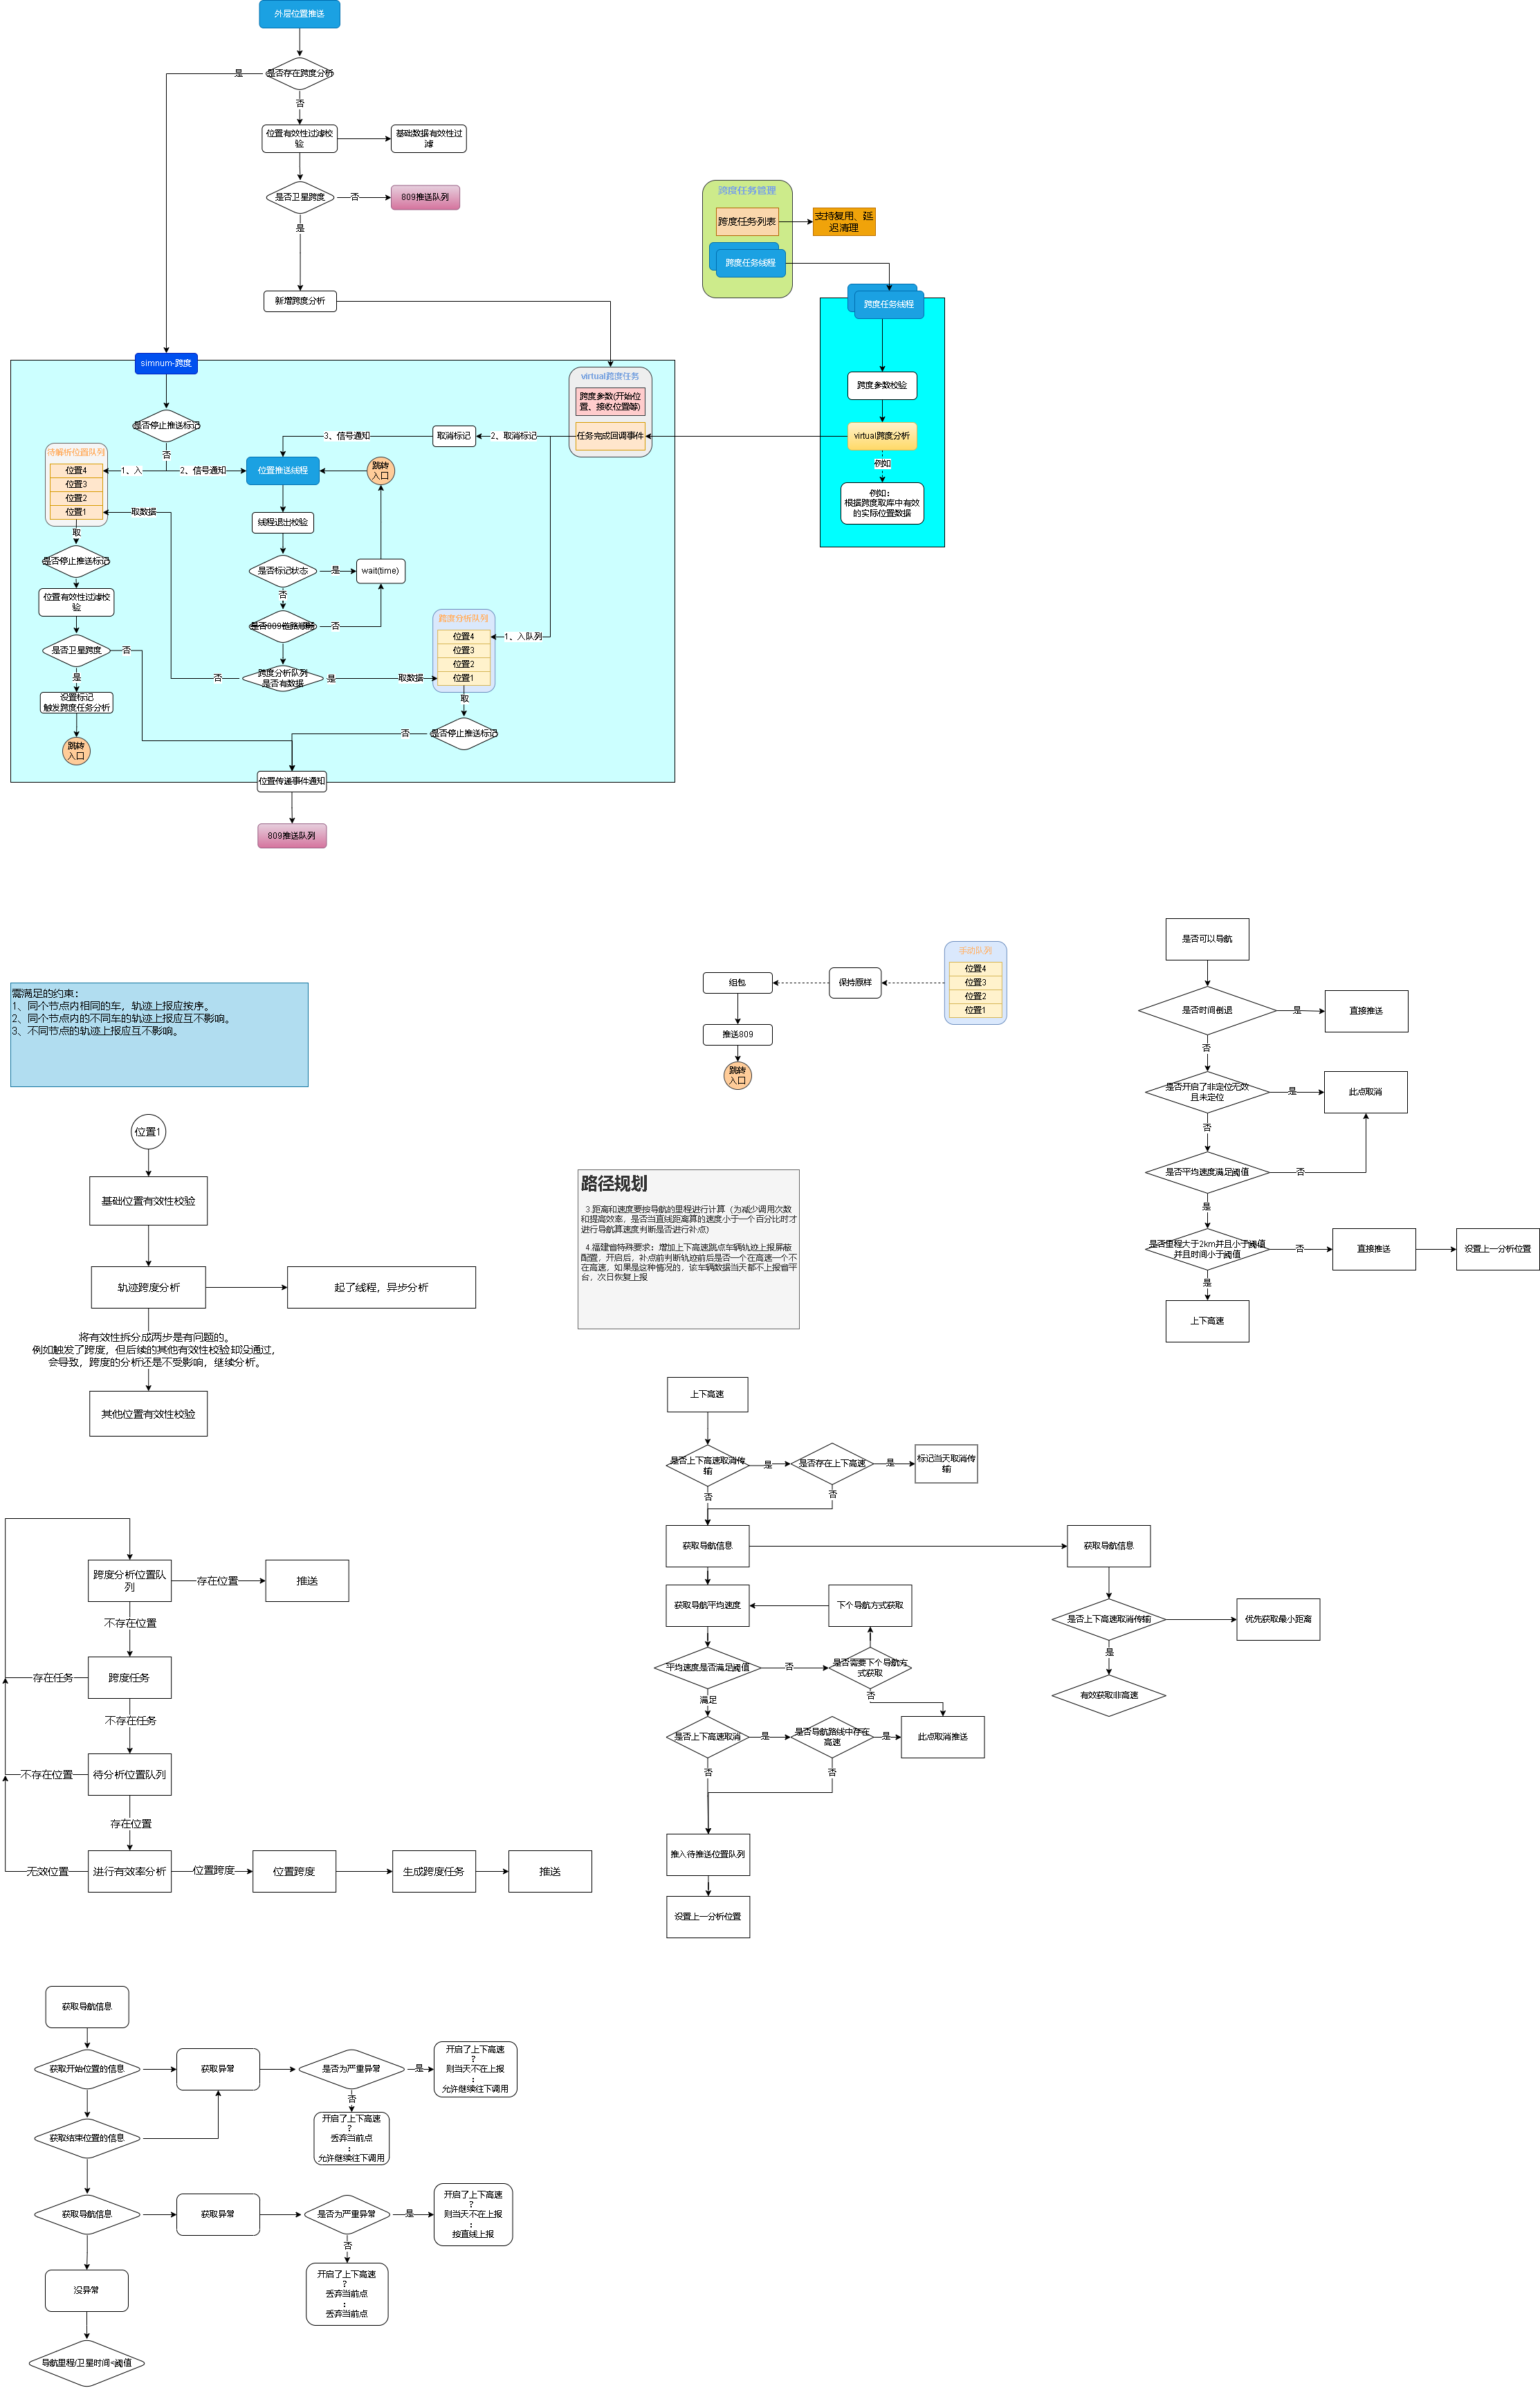 外层位置推送
是否存在跨度分析
是
否
位置有效性过滤校
验
基础数据有效性过
滤
是否卫星跨度
否
809推送队列
是
新增跨度分析
跨度任务管理
跨度任务列表
支持复用、延
迟清理
跨度任务线程
跨度任务线程
跨度参数校验
virtual跨度分析
例如
例如：
根据跨度取库中有效
的实际位置数据
simnum-跨度
virtual跨度任务
跨度参数(开始位
置、接收位置等)
任务完成回调事件
是否停止推送标记
否
待解析位置队列
位置4
位置3
位置2
位置1
1、入
2、信号通知
3、信号通知
取消标记
2、取消标记
位置推送线程
跳转
入口
取数据
线程退出校验
取
是否停止推送标记
是否标记状态
是
wait(time)
否
位置有效性过滤校
验
是否809链路顺畅
否
跨度分析队列
位置4
位置3
位置2
位置1
1、入队列
是否卫星跨度
否
跨度分析队列
是否有数据
否
是
取数据
是
设置标记
触发跨度任务分析
取
跳转
入口
是否停止推送标记
否
位置传递事件通知
809推送队列
需满足的约束：
1、同个节点内相同的车，轨迹上报应按序。
2、同个节点内的不同车的轨迹上报应互不影响。
3、不同节点的轨迹上报互不影响。
组包
保持原样
手动队列
位置4
位置3
位置2
位置1
推送809
跳转
入口
是否可以导航
是否时间倒退
是
直接推送
否
是否开启了非定位无效
且未定位
是
此点取消
否
是否平均速度满足阈值
否
是
是否里程大于2km并且小于阈值
并且时间小于阈值
否
直接推送
设置上一分析位置
是
上下高速
位置1
基础位置有效性校验
轨迹跨度分析
起了线程，异步分析
将有效性拆分成两步是有问题的。
例如触发了跨度，但后续的其他有效性校验却没通过，
会导致，跨度的分析还是不受影响，继续分析。
其他位置有效性校验
路径规划
3.距离和速度要按导航的里程进行计算（为减少调用次数
和提高效率，是否当直线距离算的速度小于一个百分比时才
进行导航算速度判断是否进行补点)
4.福建省特殊要求：增加上下高速跳点车辆轨迹上报屏蔽
配置，开启后，补点前判断轨迹前后是否一个在高速一个不
在高速，如果是这种情况的，该车辆数据当天都不上报省平
台，次日恢复上报
上下高速
是否上下高速取消传
输
是
是否存在上下高速
是
标记当天取消传
输
否
否
获取导航信息
获取导航信息
获取导航平均速度
下个导航方式获取
是否上下高速取消传输
优先获取最小距离
平均速度是否满足阈值
否
是否需要下个导航方
式获取
是
有效获取非高速
满足
否
是否上下高速取消
是
是否导航路线中存在
高速
是
此点取消推送
否
否
推入待推送位置队列
设置上一分析位置
跨度分析位置队
列
存在位置
推送
不存在位置
存在任务
跨度任务
不存在任务
不存在位置
待分析位置队列
存在位置
无效位置
进行有效率分析
位置跨度
位置跨度
生成跨度任务
推送
获取导航信息
获取开始位置的信息
获取异常
是否为严重异常
是
开启了上下高速
？
则当天不在上报
：
允许继续往下调用
否
开启了上下高速
？
丢弃当前点
：
允许继续往下调用
获取结束位置的信息
获取导航信息
获取异常
是否为严重异常
是
开启了上下高速
？
则当天不在上报
：
按直线上报
否
开启了上下高速
？
丢弃当前点
：
丢弃当前点
没异常
导航里程/卫星时间<阈值